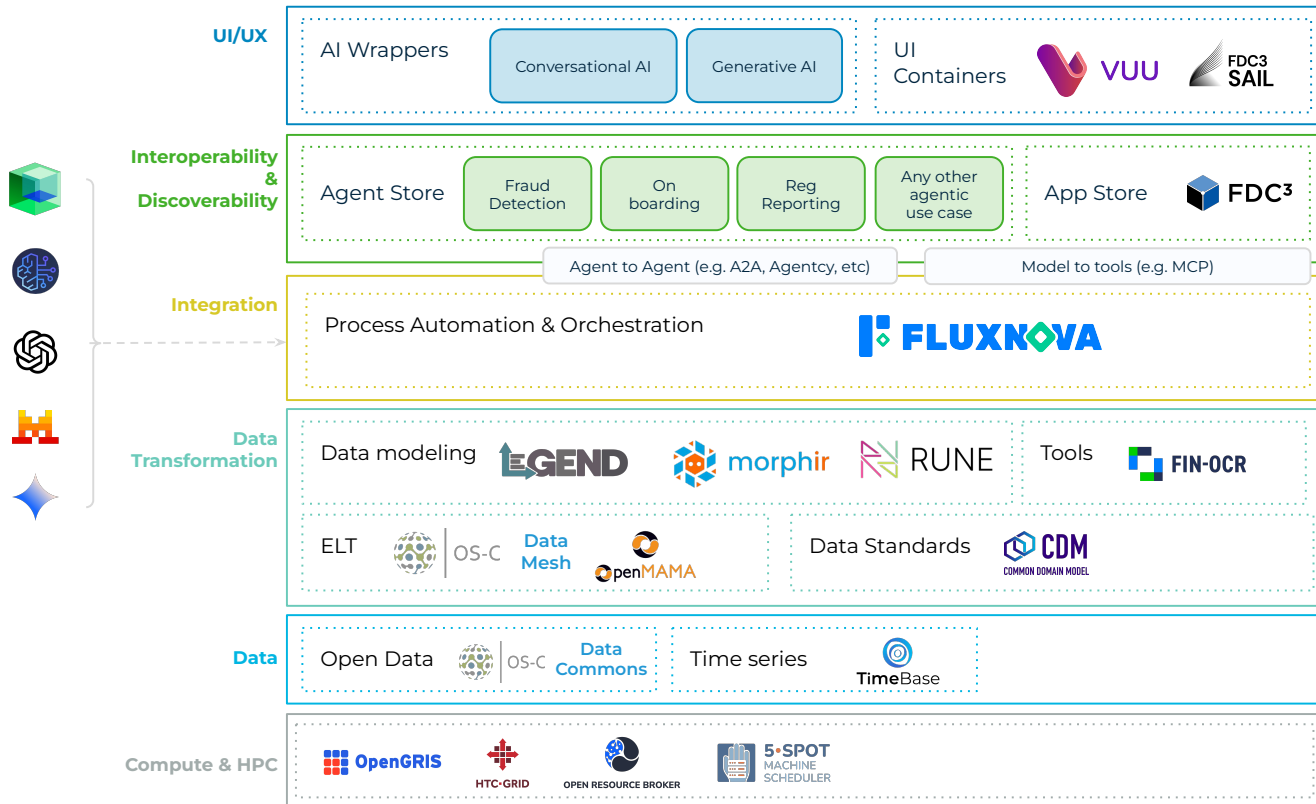 UI/UX
AI Wrappers
Conversational AI
Generative AI
UI
Containers
VUU
FDC3
SAIL
Interoperability
&
Discoverability
Agent Store
Fraud
Detection
On
boarding
Reg
Reporting
Any other
agentic
use case
App Store
FDC3
Agent to Agent (e.g. A2A, Agentcy, etc)
Model to tools (e.g. MCP)
Integration
Process Automation & Orchestration
FLUXNOVA
Data
Transformation
Data modeling
LEGEND
morphir
RUNE
Tools
FIN-OCR
ELT
OS-C
Data
Mesh
OpenMAMA
Data Standards
CDM
COMMON DOMAIN MODEL
Data
Open Data
OS-C
Data
Commons
Time series
TimeBase
Compute & HPC
OpenGRIS
HTC•GRID
OPEN RESOURCE BROKER
5•SPOT
MACHINE
SCHEDULER